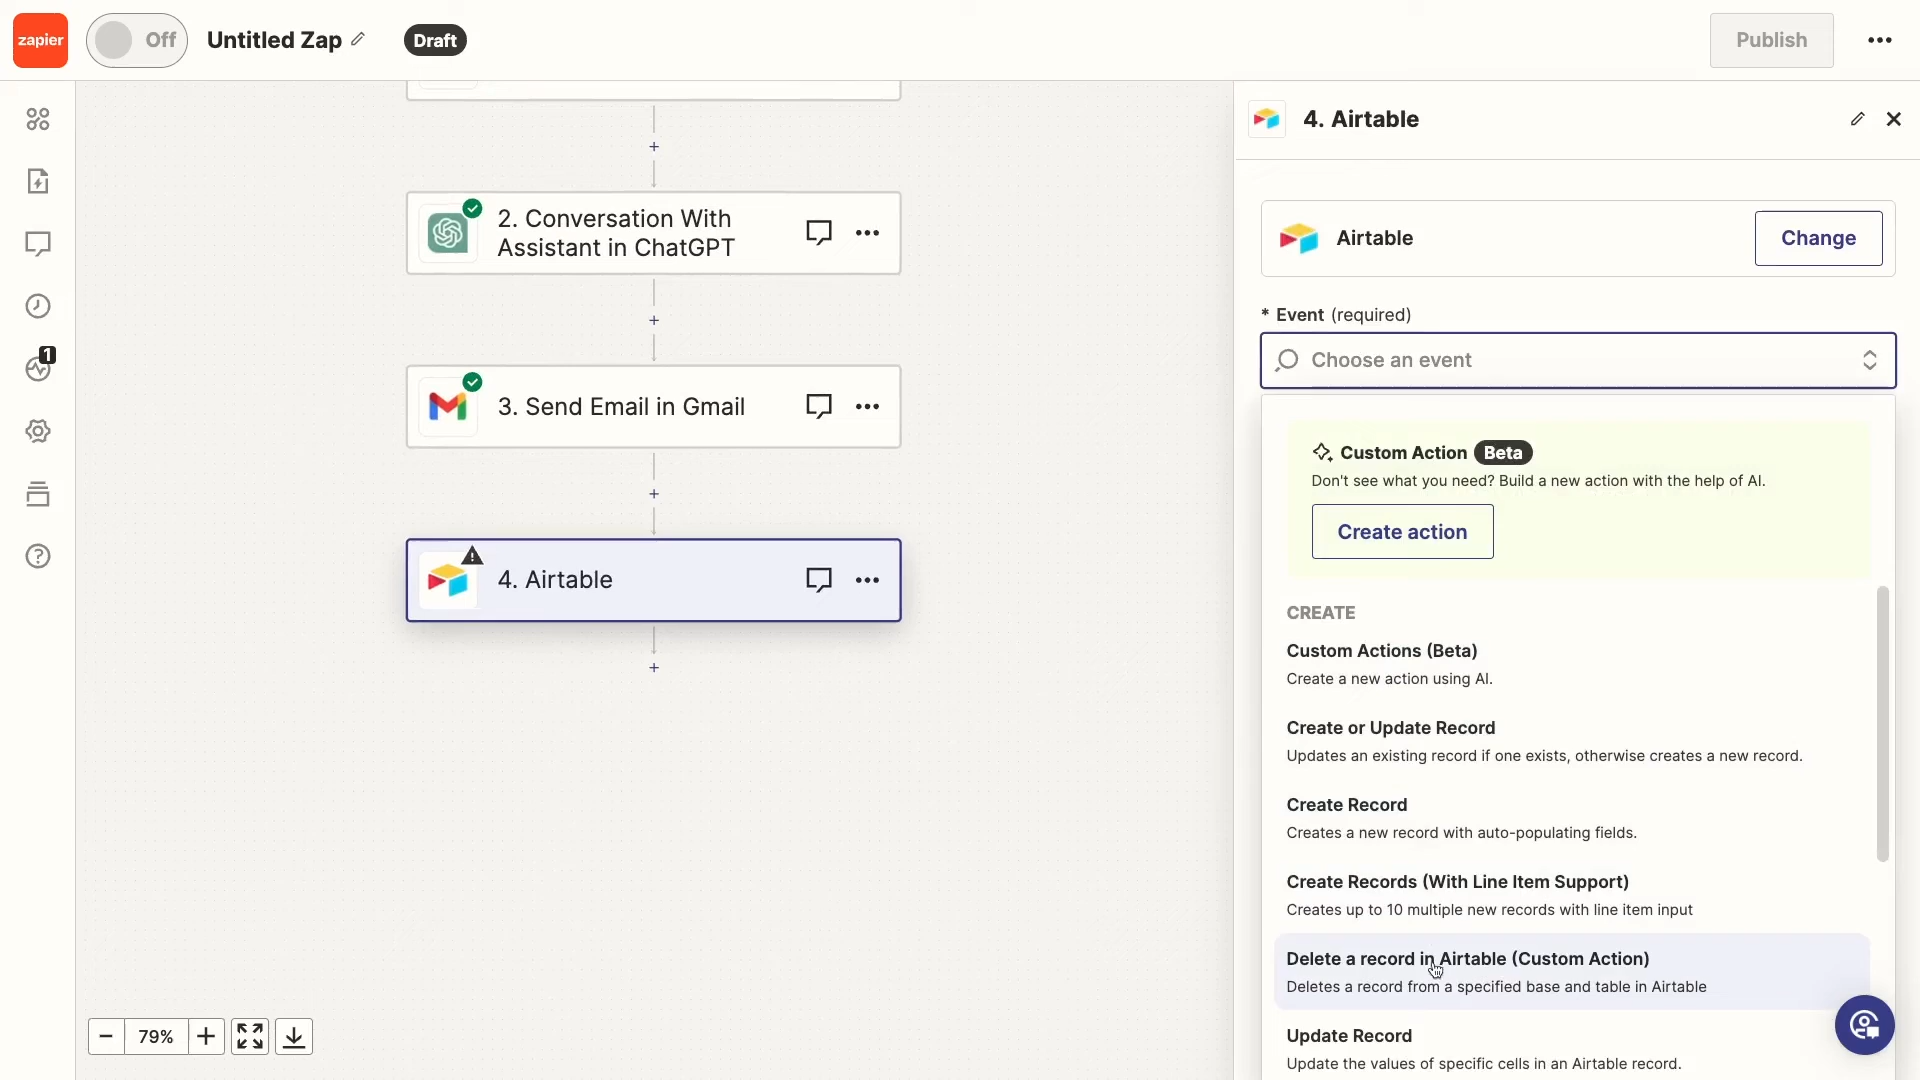 zapier
Off
Untitled Zap
Draft
Publish
2. Conversation With
Assistant in ChatGPT
3. Send Email in Gmail
4. Airtable
79%
1
4. Airtable
Airtable
Change
* Event (required)
Choose an event
Custom Action Beta
Don't see what you need? Build a new action with the help of AI.
Create action
CREATE
Custom Actions (Beta)
Create a new action using AI.
Create or Update Record
Updates an existing record if one exists, otherwise creates a new record.
Create Record
Creates a new record with auto-populating fields.
Create Records (With Line Item Support)
Creates up to 10 multiple new records with line item input
Delete a record in Airtable (Custom Action)
Deletes a record from a specified base and table in Airtable
Update Record
Update the values of specific cells in an Airtable record.